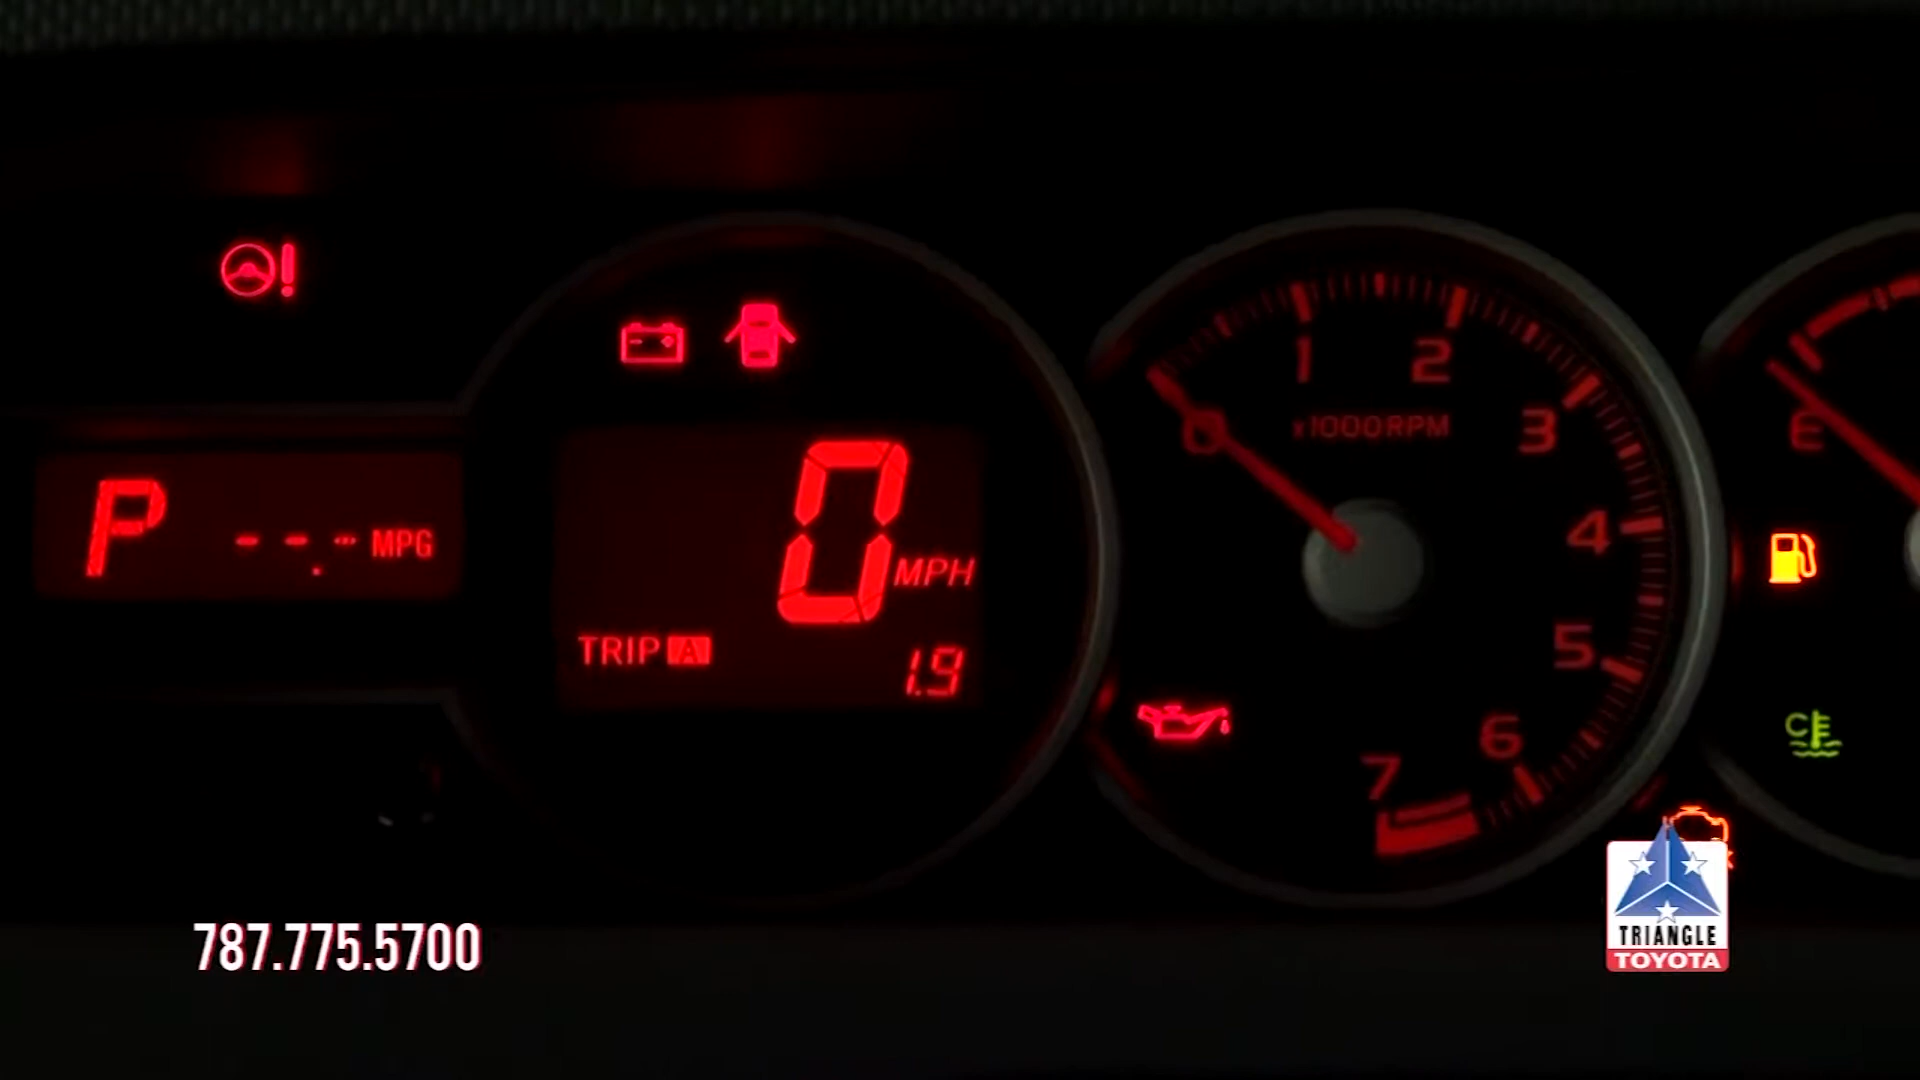 1 2
0 x1000RPM 3
E
P --.- MPG
0 MPH
4
TRIP A
1.9
5
6
7
C
787.775.5700
TRIANGLE
TOYOTA